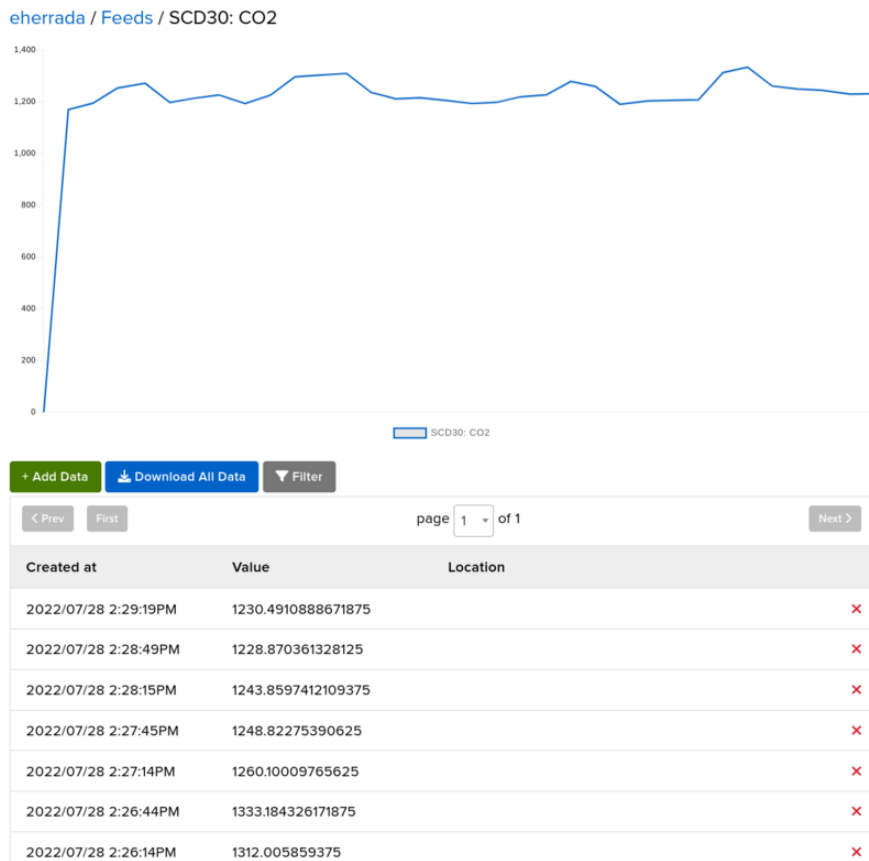 eherrada / Feeds / SCD30: CO2
1,400
1,200
1,000
800
600
400
200
0
SCD30: CO2
+ Add Data Download All Data Filter
Prev First page 1 of 1 Next
Created at Value Location
2022/07/28 2:29:19PM 1230.4910888671875
2022/07/28 2:28:49PM 1228.870361328125
2022/07/28 2:28:15PM 1243.8597412109375
2022/07/28 2:27:45PM 1248.82275390625
2022/07/28 2:27:14PM 1260.10009765625
2022/07/28 2:26:44PM 1333.184326171875
2022/07/28 2:26:14PM 1312.005859375